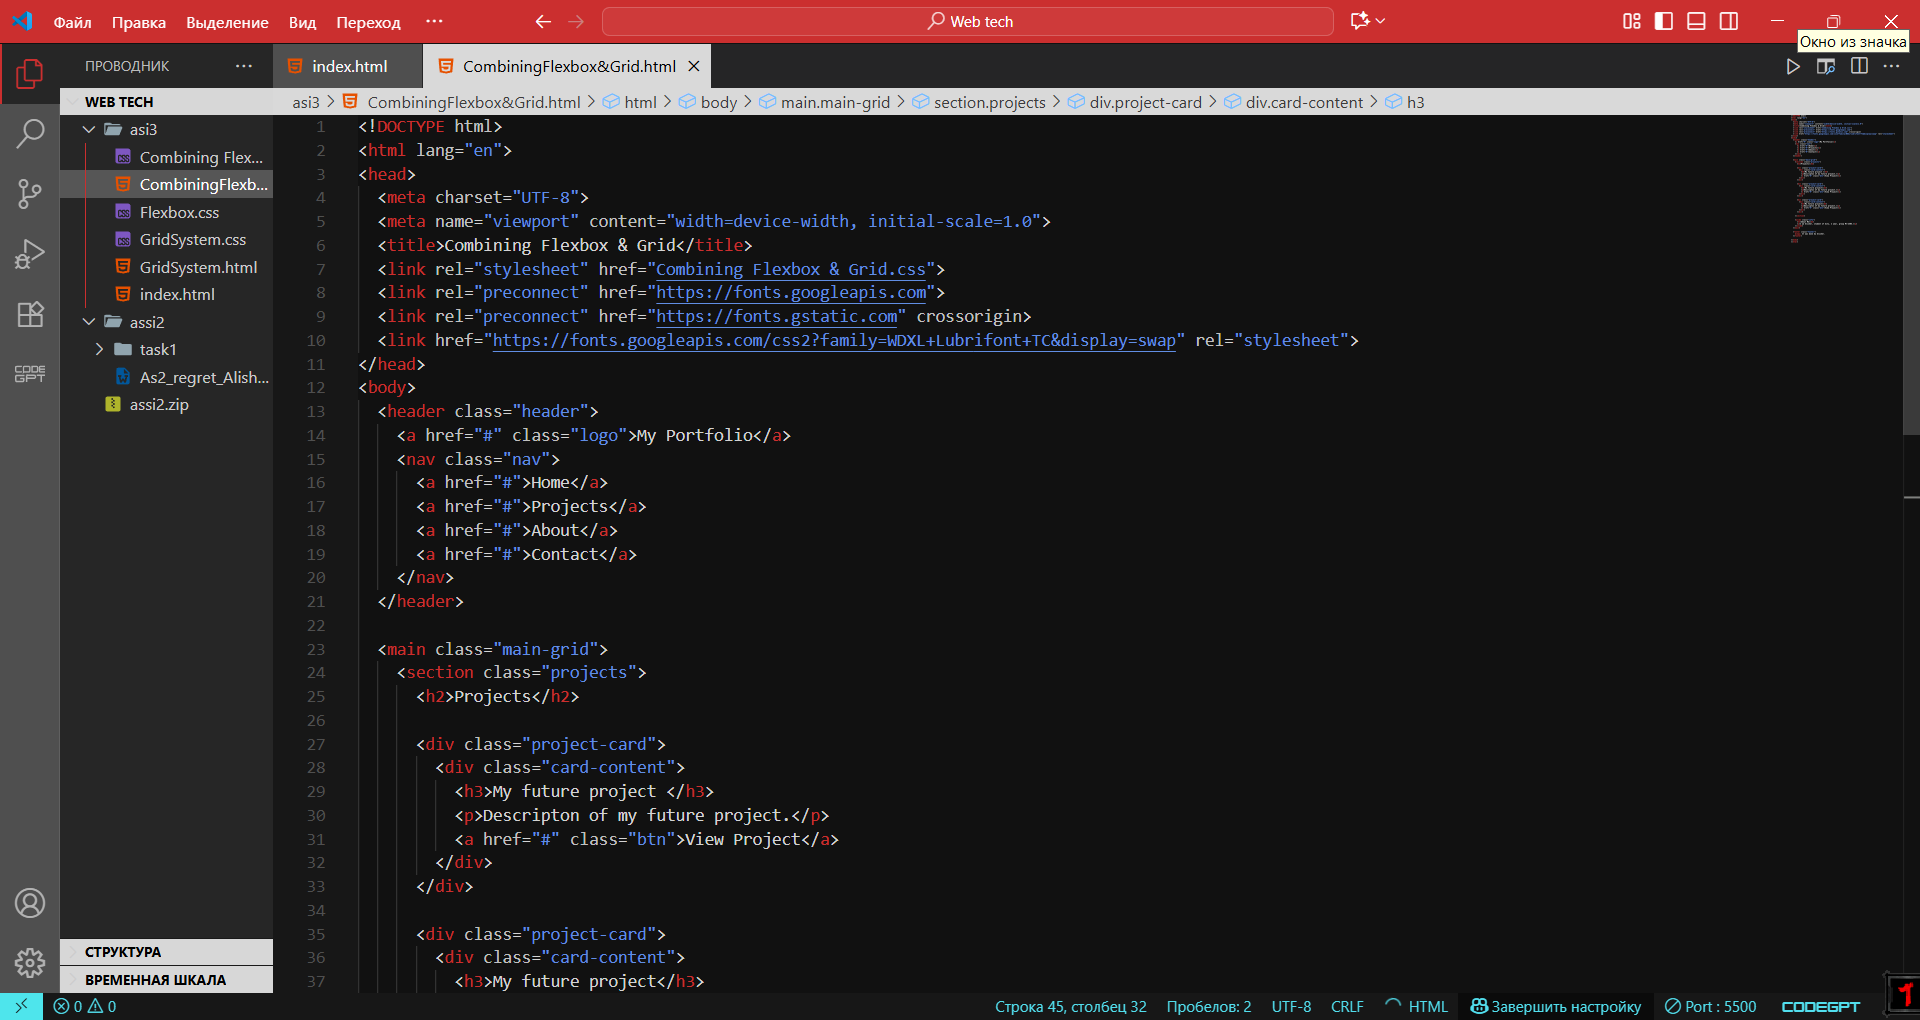 Файл Правка Выделение Вид Переход ··· Web tech
Окно из значка
ПРОВОДНИК ··· index.html CombiningFlexbox&Grid.html
WEB TECH
asi3 > CombiningFlexbox&Grid.html > html > body > main.main-grid > section.projects > div.project-card > div.card-content > h3
asi3
Combining Flex...
CombiningFlexb...
Flexbox.css
GridSystem.css
GridSystem.html
index.html
assi2
task1
As2_regret_Alish...
assi2.zip
CODE
GPT
СТРУКТУРА
ВРЕМЕННАЯ ШКАЛА
1 <!DOCTYPE html>
2 <html lang="en">
3 <head>
4 <meta charset="UTF-8">
5 <meta name="viewport" content="width=device-width, initial-scale=1.0">
6 <title>Combining Flexbox & Grid</title>
7 <link rel="stylesheet" href="Combining Flexbox & Grid.css">
8 <link rel="preconnect" href="https://fonts.googleapis.com">
9 <link rel="preconnect" href="https://fonts.gstatic.com" crossorigin>
10 <link href="https://fonts.googleapis.com/css2?family=WDXL+Lubrifont+TC&display=swap" rel="stylesheet">
11 </head>
12 <body>
13 <header class="header">
14 <a href="#" class="logo">My Portfolio</a>
15 <nav class="nav">
16 <a href="#">Home</a>
17 <a href="#">Projects</a>
18 <a href="#">About</a>
19 <a href="#">Contact</a>
20 </nav>
21 </header>
22
23 <main class="main-grid">
24 <section class="projects">
25 <h2>Projects</h2>
26
27 <div class="project-card">
28 <div class="card-content">
29 <h3>My future project </h3>
30 <p>Descripton of my future project.</p>
31 <a href="#" class="btn">View Project</a>
32 </div>
33 </div>
34
35 <div class="project-card">
36 <div class="card-content">
37 <h3>My future project</h3>
0 0 Строка 45, столбец 32 Пробелов: 2 UTF-8 CRLF HTML Завершить настройку Port : 5500 CODEGPT